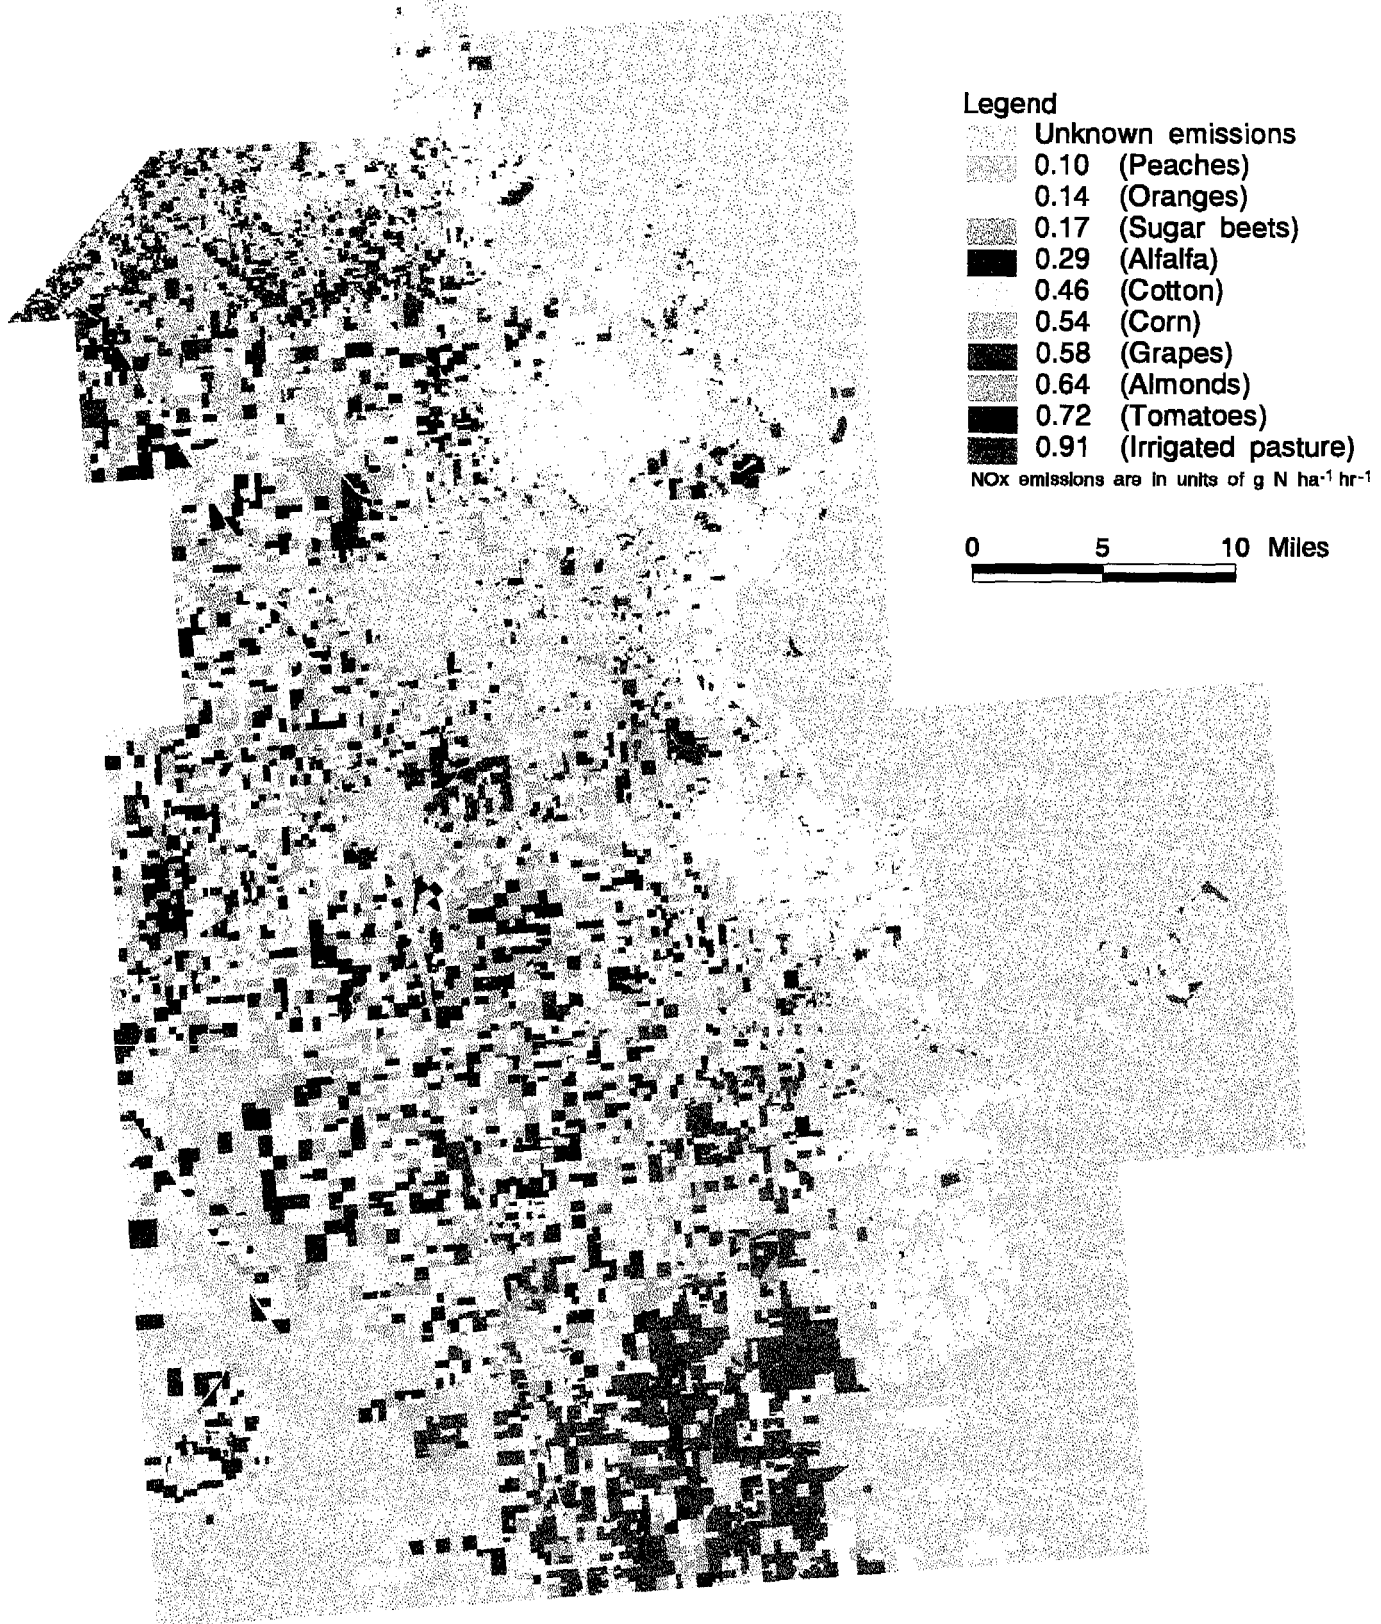 Legend
Unknown emissions
0.10 (Peaches)
0.14 (Oranges)
0.17 (Sugar beets)
0.29 (Alfalfa)
0.46 (Cotton)
0.54 (Corn)
0.58 (Grapes)
0.64 (Almonds)
0.72 (Tomatoes)
0.91 (Irrigated pasture)
NOx emissions are in units of g N ha⁻¹ hr⁻¹
0 5 10 Miles